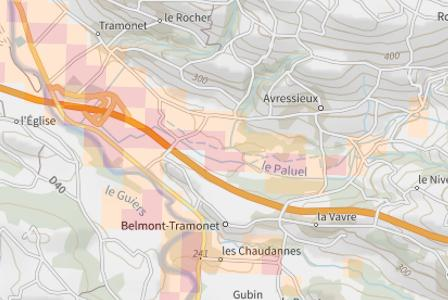 Tramonet
le Rocher
Ro
400
300
Avressieux
l'Église
le Paluel
D40
le Guiers
le Nive
la Vavre
Belmont-Tramonet
241
les Chaudannes
300
Gubin